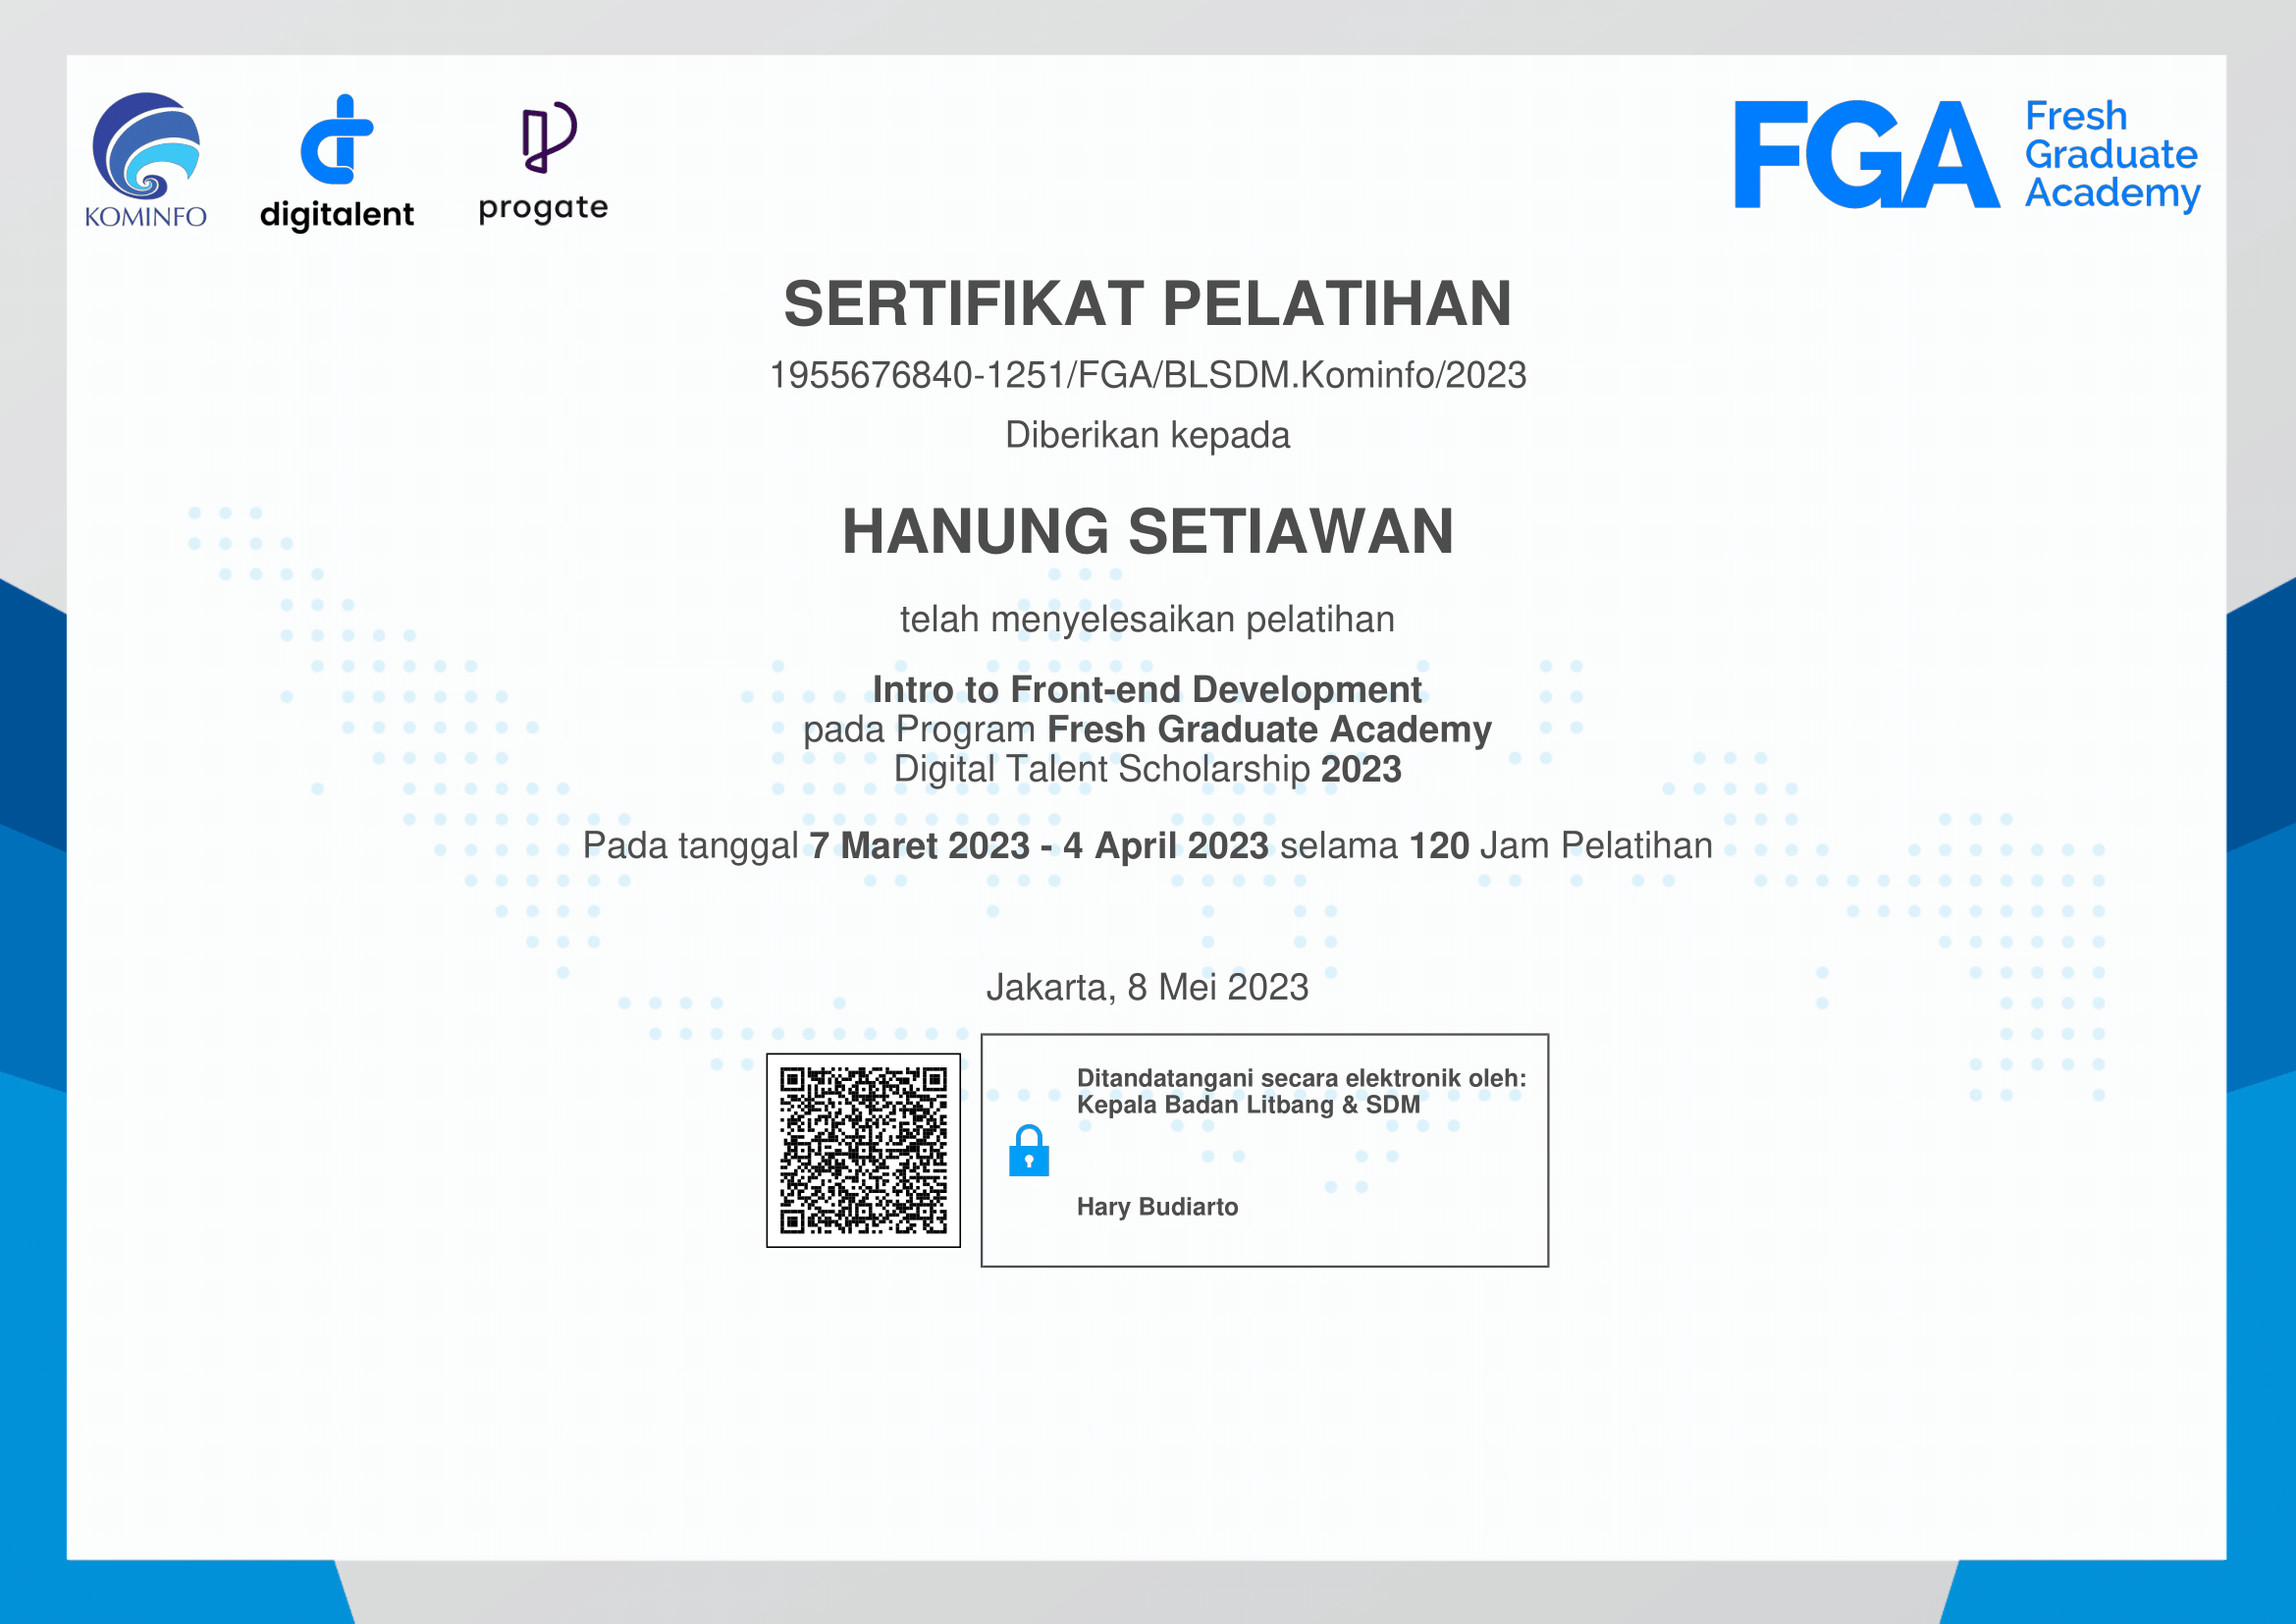 KOMINFO
digitalent
progate
FGA
Fresh
Graduate
Academy
SERTIFIKAT PELATIHAN
1955676840-1251/FGA/BLSDM.Kominfo/2023
Diberikan kepada
HANUNG SETIAWAN
telah menyelesaikan pelatihan
Intro to Front-end Development
pada Program Fresh Graduate Academy
Digital Talent Scholarship 2023
Pada tanggal 7 Maret 2023 - 4 April 2023 selama 120 Jam Pelatihan
Jakarta, 8 Mei 2023
Ditandatangani secara elektronik oleh:
Kepala Badan Litbang & SDM
Hary Budiarto